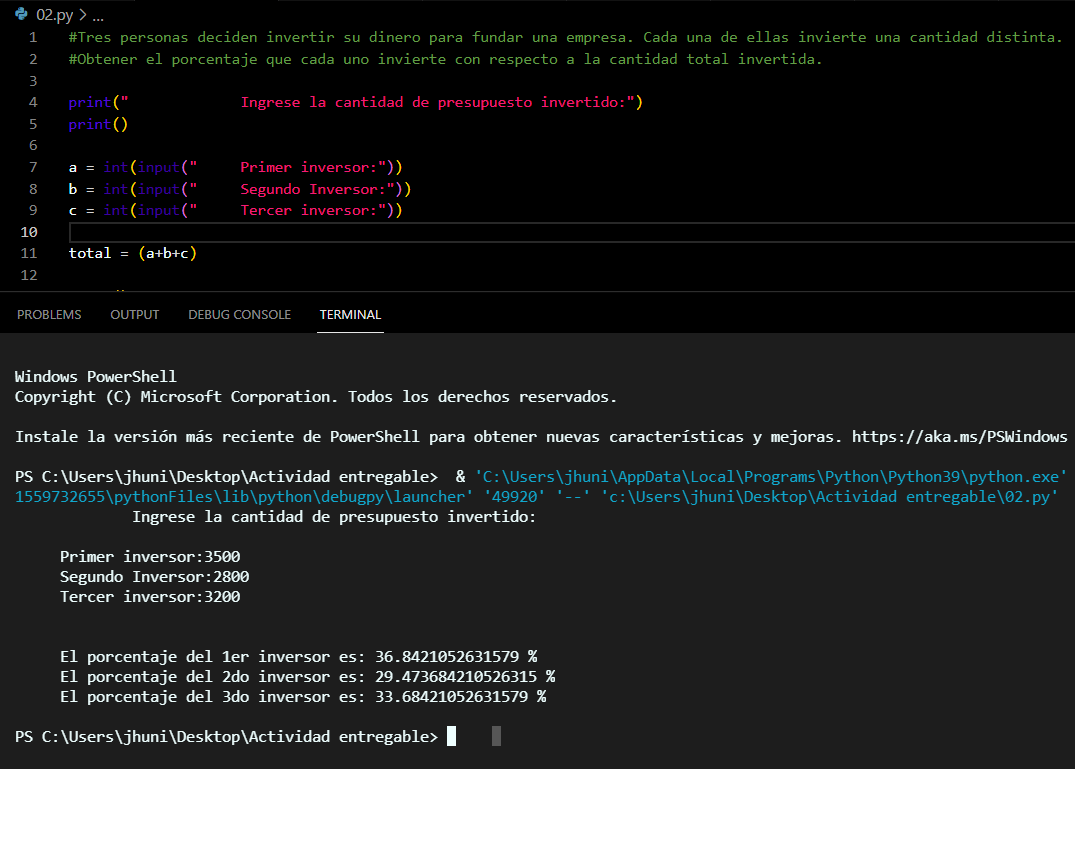 02.py > ...
1 #Tres personas deciden invertir su dinero para fundar una empresa. Cada una de ellas invierte una cantidad distinta.
2 #Obtener el porcentaje que cada uno invierte con respecto a la cantidad total invertida.
3
4 print("             Ingrese la cantidad de presupuesto invertido:")
5 print()
6
7 a = int(input("     Primer inversor:"))
8 b = int(input("     Segundo Inversor:"))
9 c = int(input("     Tercer inversor:"))
10
11 total = (a+b+c)
12
PROBLEMS OUTPUT DEBUG CONSOLE TERMINAL
Windows PowerShell
Copyright (C) Microsoft Corporation. Todos los derechos reservados.
Instale la versión más reciente de PowerShell para obtener nuevas características y mejoras. https://aka.ms/PSWindows
PS C:\Users\jhuni\Desktop\Actividad entregable>  & 'C:\Users\jhuni\AppData\Local\Programs\Python\Python39\python.exe'
1559732655\pythonFiles\lib\python\debugpy\launcher' '49920' '--' 'c:\Users\jhuni\Desktop\Actividad entregable\02.py'
Ingrese la cantidad de presupuesto invertido:
Primer inversor:3500
Segundo Inversor:2800
Tercer inversor:3200
El porcentaje del 1er inversor es: 36.8421052631579 %
El porcentaje del 2do inversor es: 29.473684210526315 %
El porcentaje del 3do inversor es: 33.68421052631579 %
PS C:\Users\jhuni\Desktop\Actividad entregable>